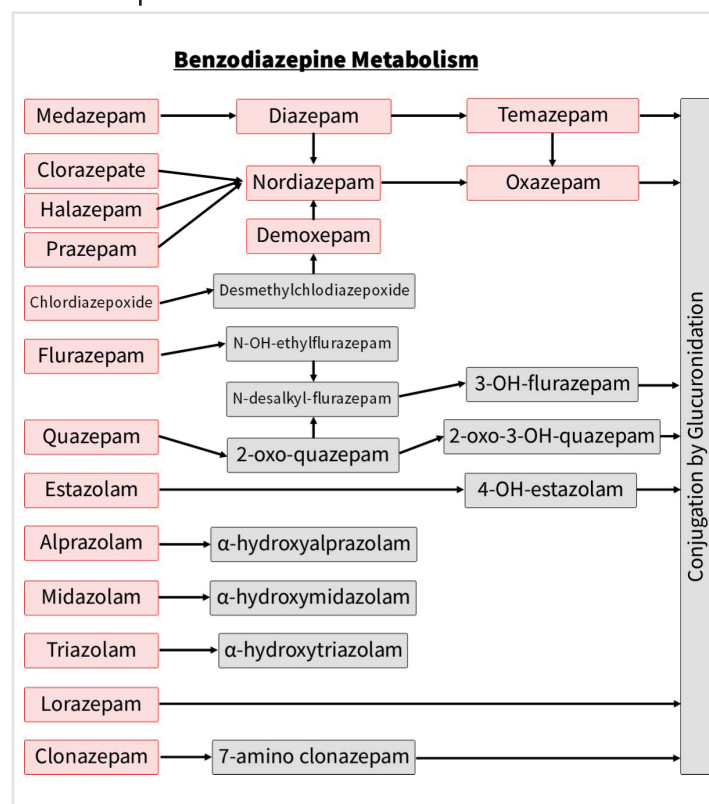 Benzodiazepine Metabolism
Medazepam
Diazepam
Temazepam
Clorazepate
Nordiazepam
Oxazepam
Halazepam
Prazepam
Demoxepam
Chlordiazepoxide
Desmethylchlodiazepoxide
Flurazepam
N-OH-ethylflurazepam
N-desalkyl-flurazepam
3-OH-flurazepam
Quazepam
2-oxo-quazepam
2-oxo-3-OH-quazepam
Estazolam
4-OH-estazolam
Alprazolam
α-hydroxyalprazolam
Midazolam
α-hydroxymidazolam
Triazolam
α-hydroxytriazolam
Lorazepam
Clonazepam
7-amino clonazepam
Conjugation by Glucuronidation